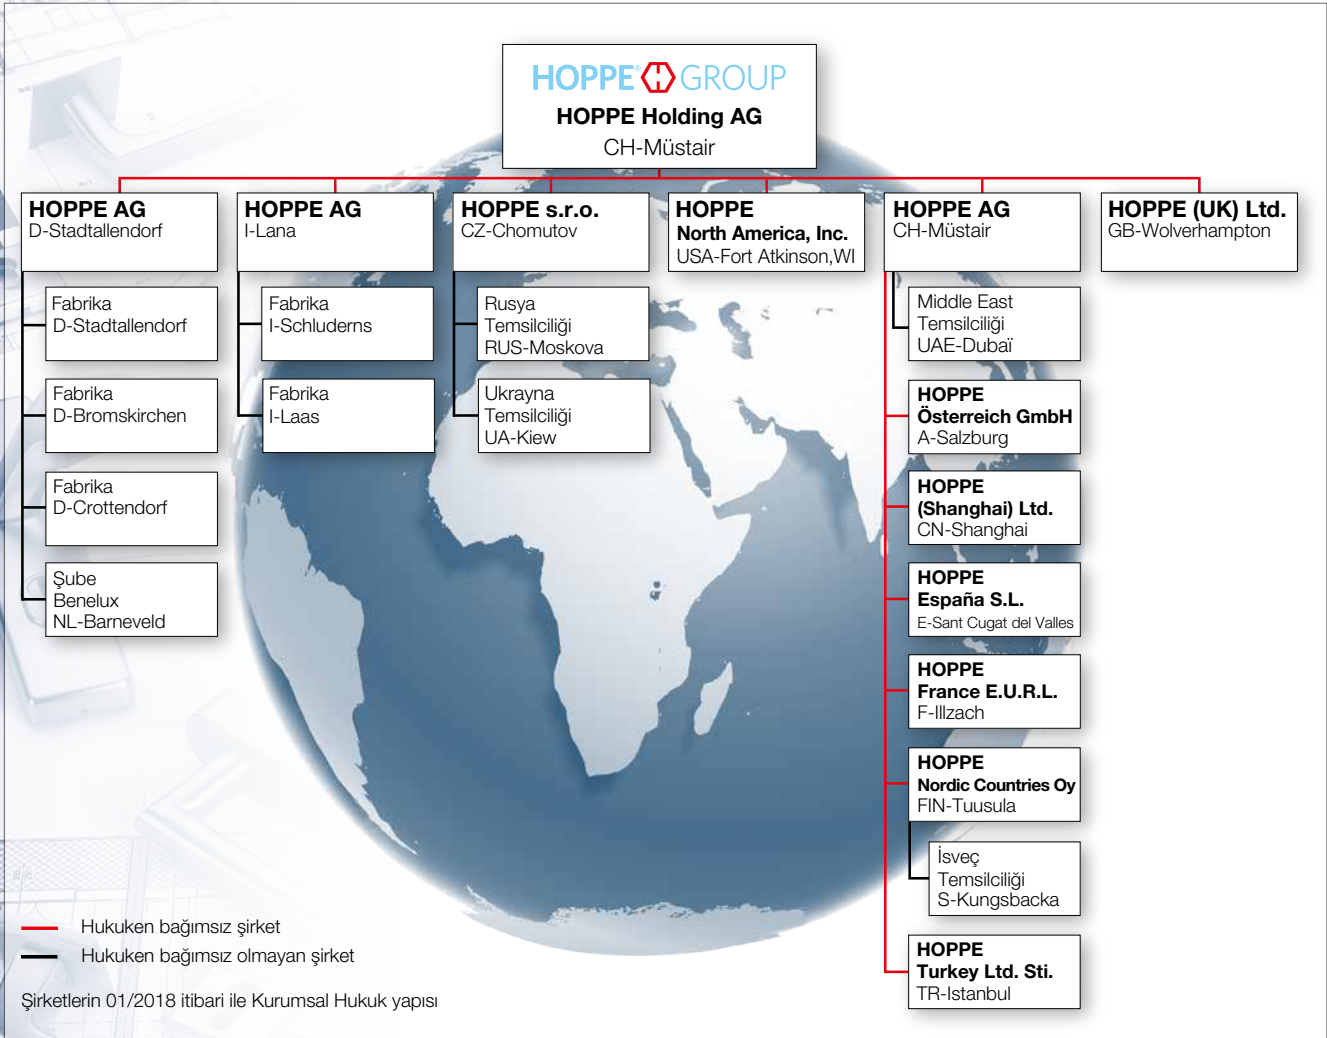 HOPPE® GROUP
HOPPE Holding AG
CH-Müstair
HOPPE AG
D-Stadtallendorf
Fabrika
D-Stadtallendorf
Fabrika
D-Bromskirchen
Fabrika
D-Crottendorf
Şube
Benelux
NL-Barneveld
HOPPE AG
I-Lana
Fabrika
I-Schluderns
Fabrika
I-Laas
HOPPE s.r.o.
CZ-Chomutov
Rusya
Temsilciliği
RUS-Moskova
Ukrayna
Temsilciliği
UA-Kiew
HOPPE
North America, Inc.
USA-Fort Atkinson,WI
HOPPE AG
CH-Müstair
Middle East
Temsilciliği
UAE-Dubaï
HOPPE
Österreich GmbH
A-Salzburg
HOPPE
(Shanghai) Ltd.
CN-Shanghai
HOPPE
España S.L.
E-Sant Cugat del Valles
HOPPE
France E.U.R.L.
F-Illzach
HOPPE
Nordic Countries Oy
FIN-Tuusula
İsveç
Temsilciliği
S-Kungsbacka
HOPPE
Turkey Ltd. Sti.
TR-Istanbul
HOPPE (UK) Ltd.
GB-Wolverhampton
Hukuken bağımsız şirket
Hukuken bağımsız olmayan şirket
Şirketlerin 01/2018 itibari ile Kurumsal Hukuk yapısı